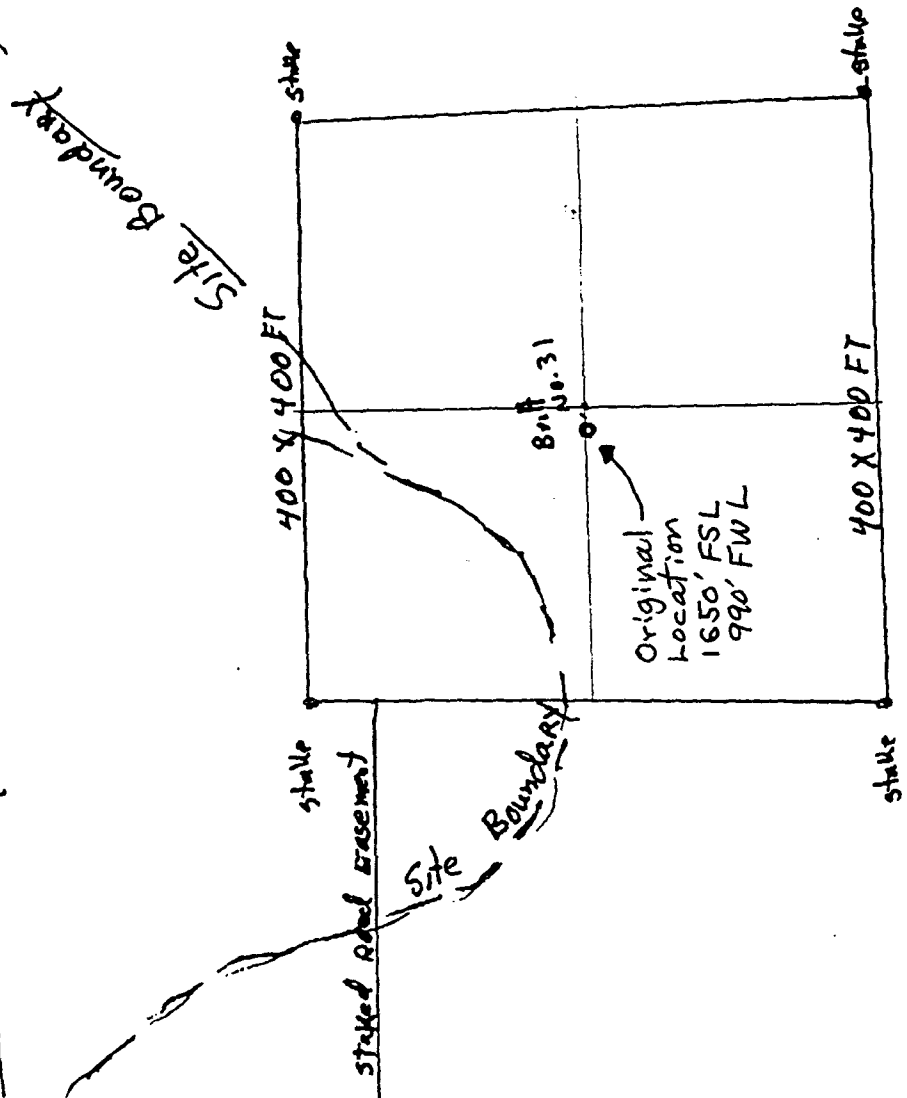 Site Boundary
stake
stake
400 X 400 FT
Britt
No. 31
Original
Location
1650' FSL
990' FWL
400 X 400 FT
stake
stake
Staked Road Easement
Site Boundary